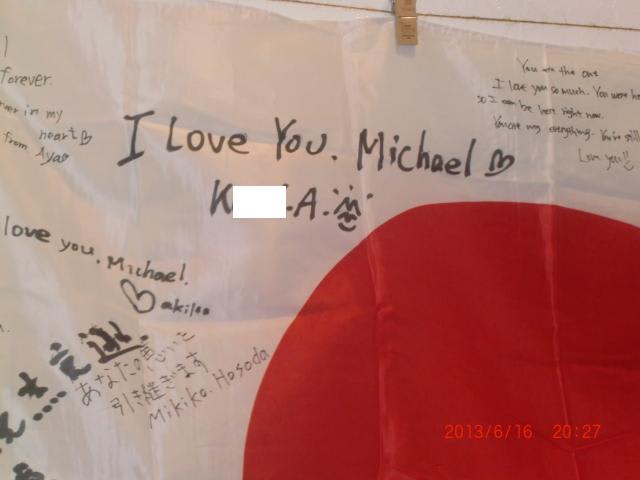 forever.
in my
heart♡
from Aya
I Love You. Michael ♡
K A.
You are the one
I love you so much. You were
so I can be here right now.
You're my everything. You're still
Love you!!
love you. Michael.
♡ akiko
あなたの思いを
引き継ぎます
Mikiko. Hosoda
2013/6/16 20:27